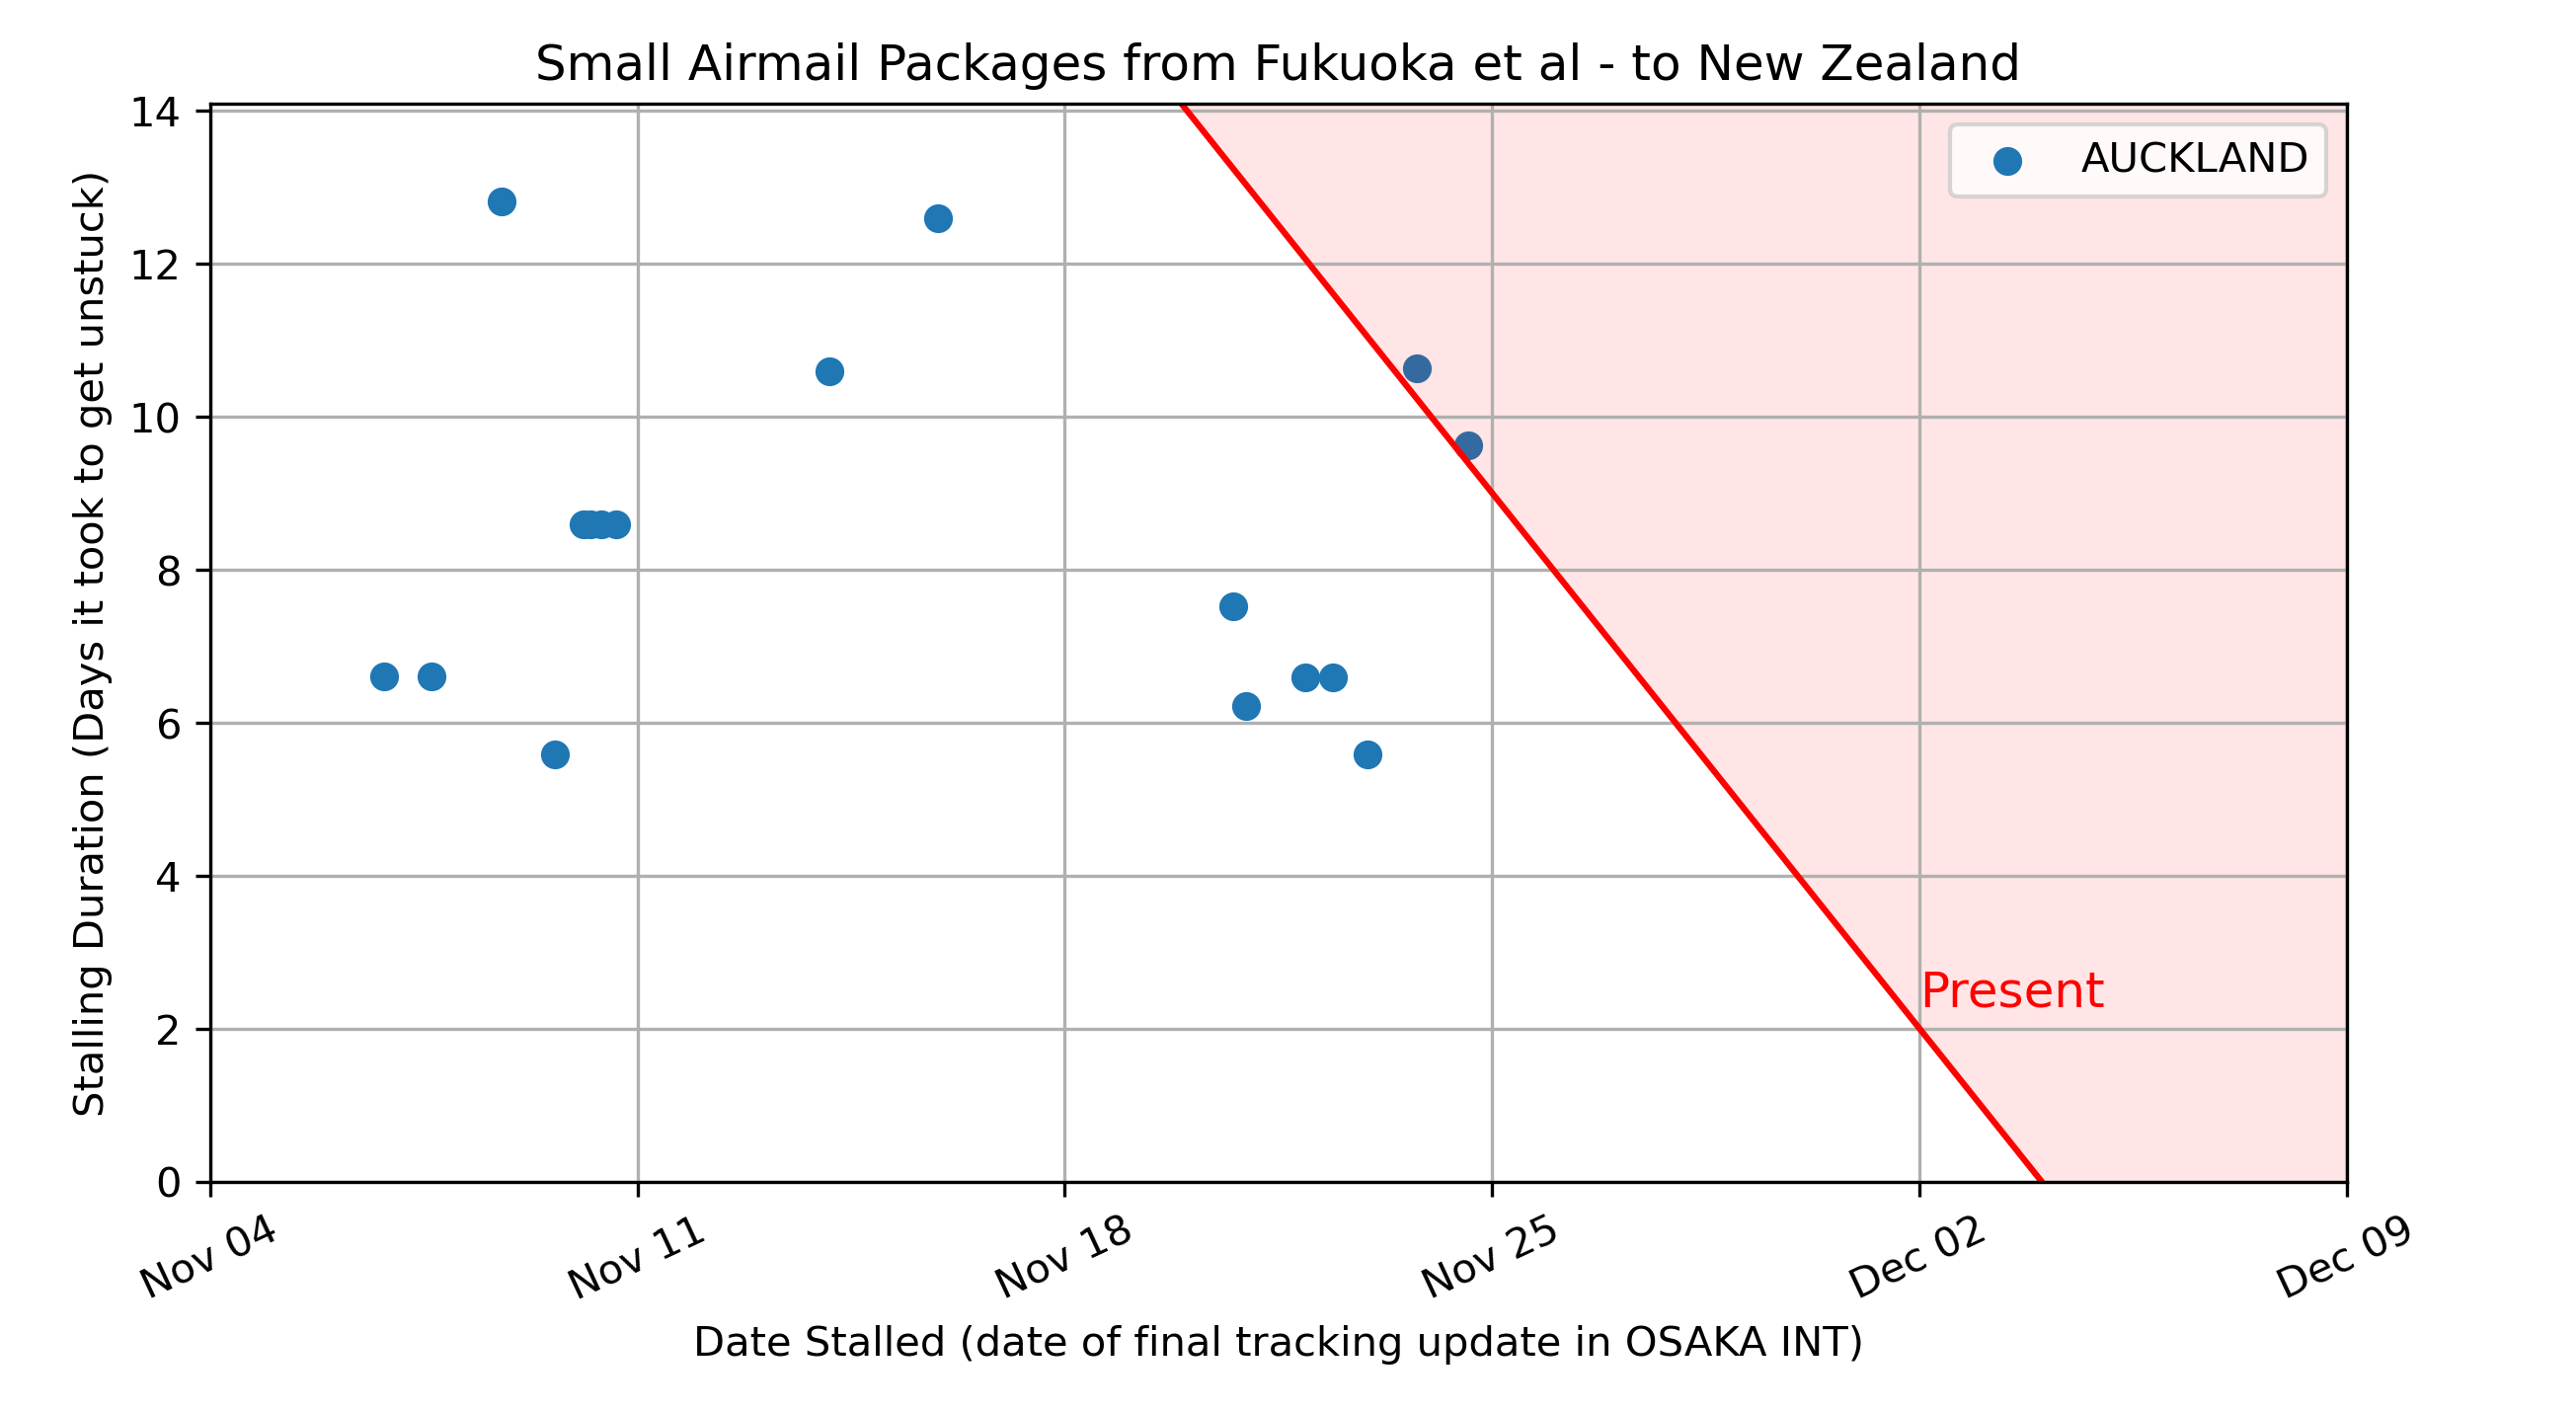 Small Airmail Packages from Fukuoka et al - to New Zealand
Stalling Duration (Days it took to get unstuck)
14
12
10
8
6
4
2
0
AUCKLAND
Present
Nov 04
Nov 11
Nov 18
Nov 25
Dec 02
Dec 09
Date Stalled (date of final tracking update in OSAKA INT)